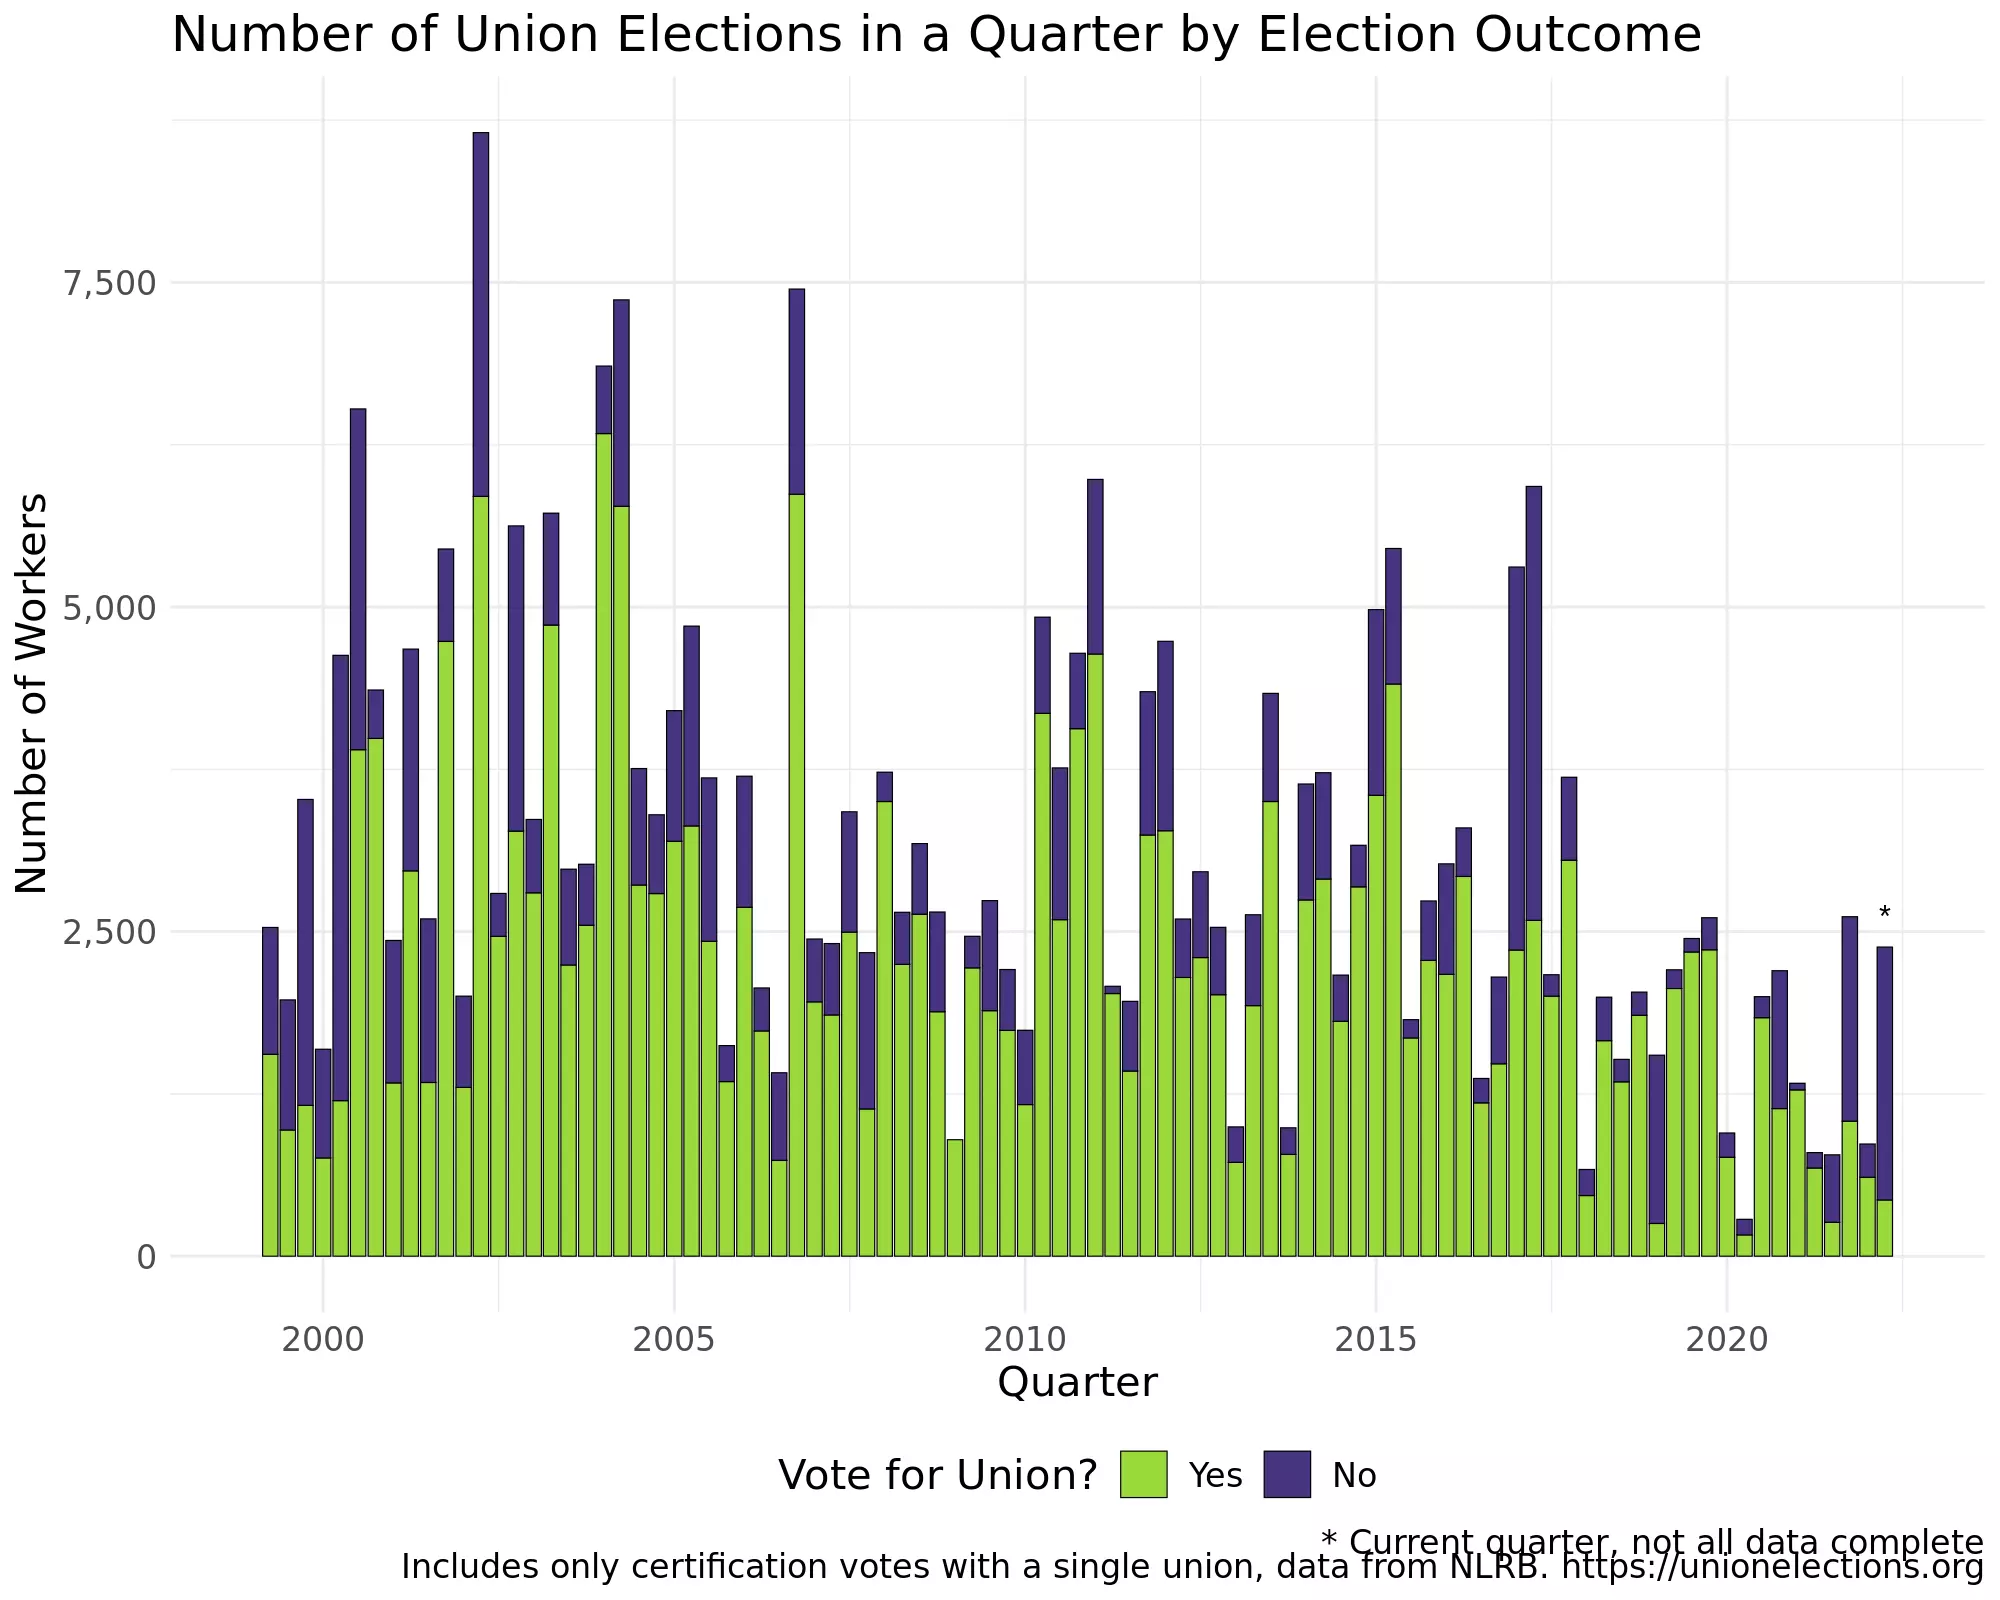 Number of Union Elections in a Quarter by Election Outcome
Number of Workers
7,500
5,000
2,500
0
*
2000 2005 2010 2015 2020
Quarter
Vote for Union? Yes No
* Current quarter, not all data complete
Includes only certification votes with a single union, data from NLRB. https://unionelections.org